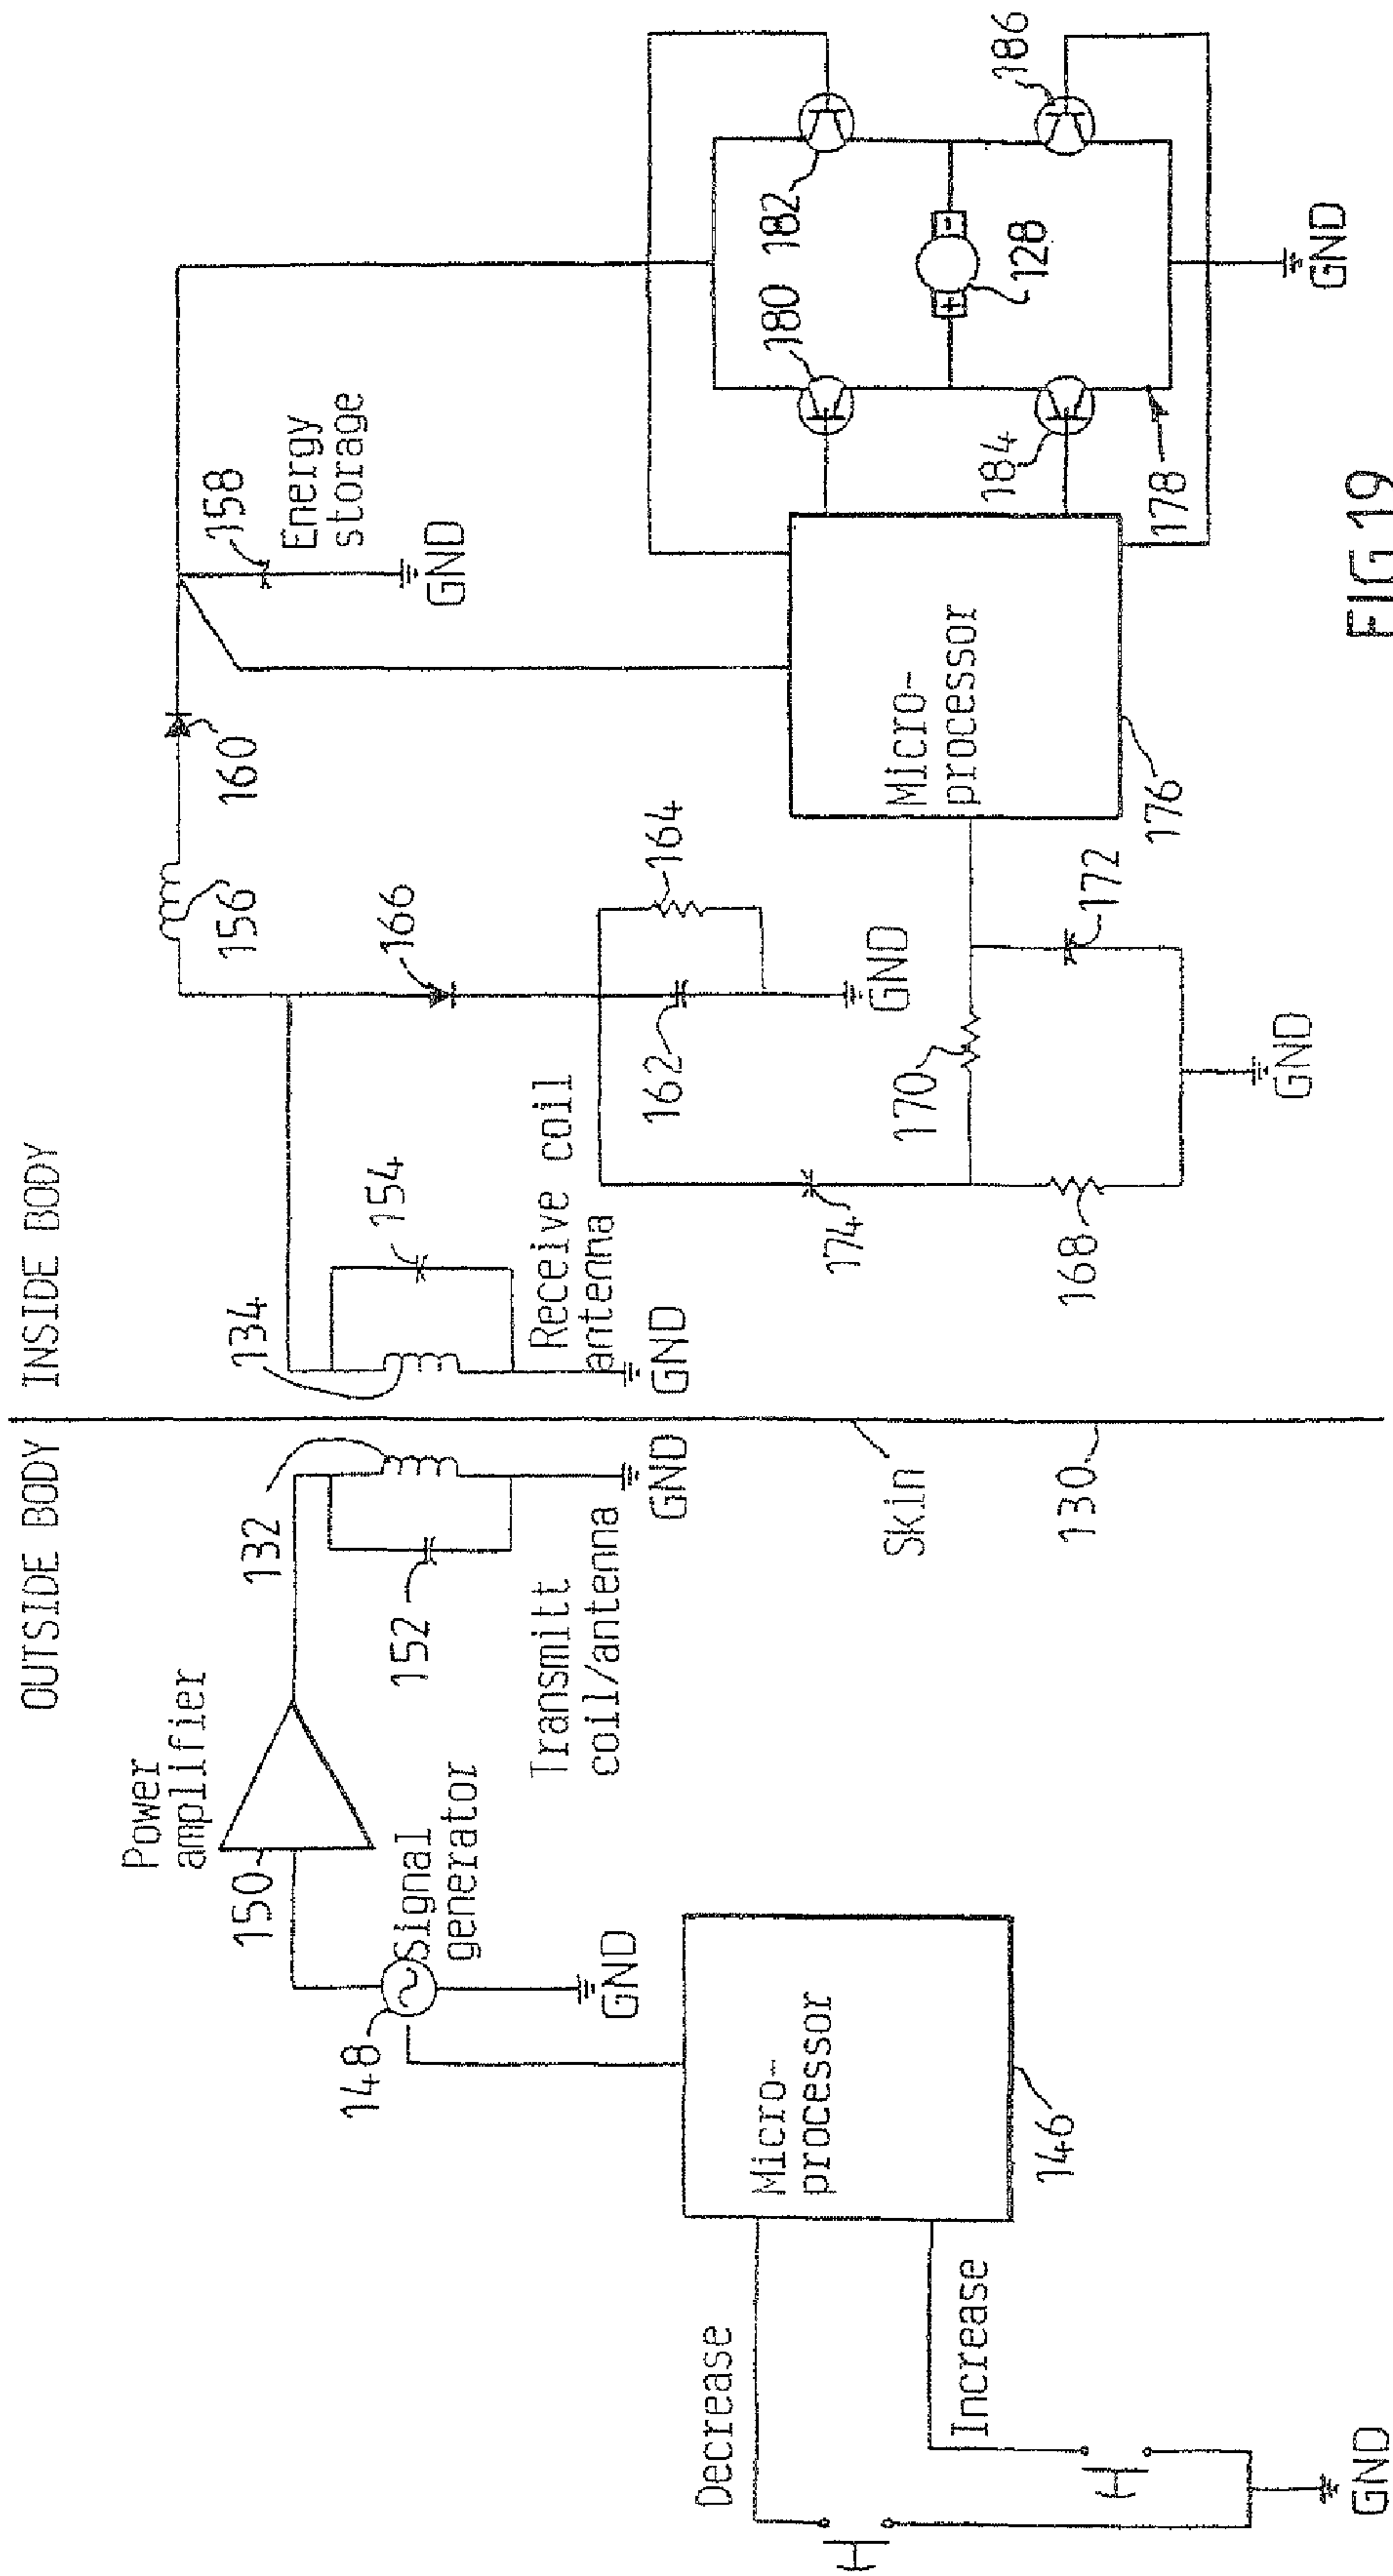 OUTSIDE BODY
INSIDE BODY
Power
amplifier
150
Signal
generator
148
GND
132
152
Transmitt
coil/antenna
GND
134
154
Receive coil
antenna
GND
Skin
130
Decrease
Increase
GND
Micro-
processor
146
156
160
158
Energy
storage
GND
166
164
162
GND
174
170
168
172
GND
Micro-
processor
176
180
182
184
186
128
+
-
178
GND
FIG 19